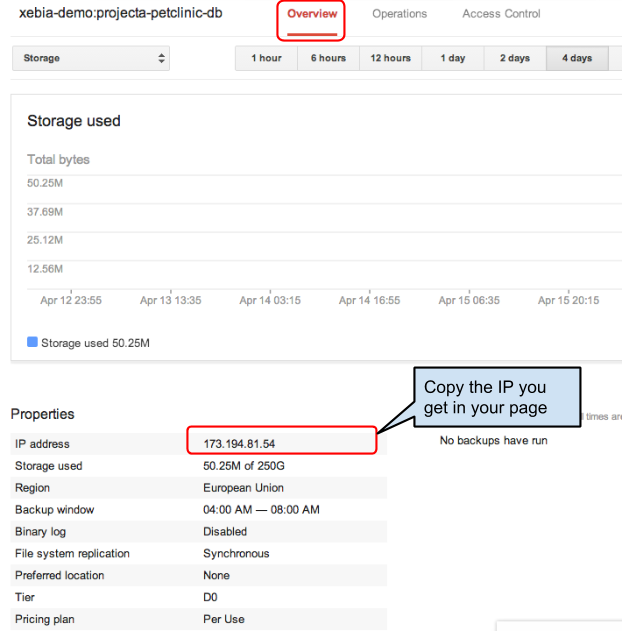 xebia-demo:projecta-petclinic-db Overview Operations Access Control
Storage 1 hour 6 hours 12 hours 1 day 2 days 4 days
Storage used
Total bytes
50.25M
37.69M
25.12M
12.56M
Apr 12 23:55 Apr 13 13:35 Apr 14 03:15 Apr 14 16:55 Apr 15 06:35 Apr 15 20:15
Storage used 50.25M
Copy the IP you
get in your page
Properties times are
IP address 173.194.81.54 No backups have run
Storage used 50.25M of 250G
Region European Union
Backup window 04:00 AM — 08:00 AM
Binary log Disabled
File system replication Synchronous
Preferred location None
Tier D0
Pricing plan Per Use